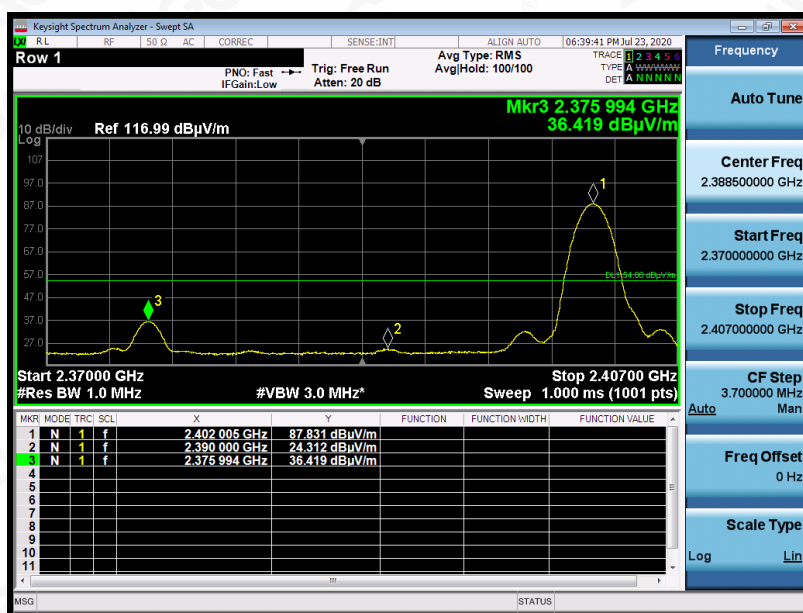 Keysight Spectrum Analyzer - Swept SA
LXI RL RF 50 Ω AC CORREC SENSE:INT ALIGN AUTO 06:39:41 PM Jul 23, 2020
Row 1
PNO: Fast
IFGain:Low
Trig: Free Run
Atten: 20 dB
Avg Type: RMS
Avg|Hold: 100/100
TRACE 1 2 3 4 5 6
TYPE A WWWWW
DET A N N N N N
Mkr3 2.375 994 GHz
36.419 dBµV/m
10 dB/div Ref 116.99 dBµV/m
Log
107
97.0
87.0
77.0
67.0
57.0
47.0
37.0
27.0
1
2
3
DL1 54.00 dBµV/m
Start 2.37000 GHz Stop 2.40700 GHz
#Res BW 1.0 MHz #VBW 3.0 MHz* Sweep 1.000 ms (1001 pts)
MKR MODE TRC SCL X Y FUNCTION FUNCTION WIDTH FUNCTION VALUE
1 N 1 f 2.402 005 GHz 87.831 dBµV/m
2 N 1 f 2.390 000 GHz 24.312 dBµV/m
3 N 1 f 2.375 994 GHz 36.419 dBµV/m
4
5
6
7
8
9
10
11
MSG STATUS
Frequency
Auto Tune
Center Freq
2.388500000 GHz
Start Freq
2.370000000 GHz
Stop Freq
2.407000000 GHz
CF Step
3.700000 MHz
Auto Man
Freq Offset
0 Hz
Scale Type
Log Lin